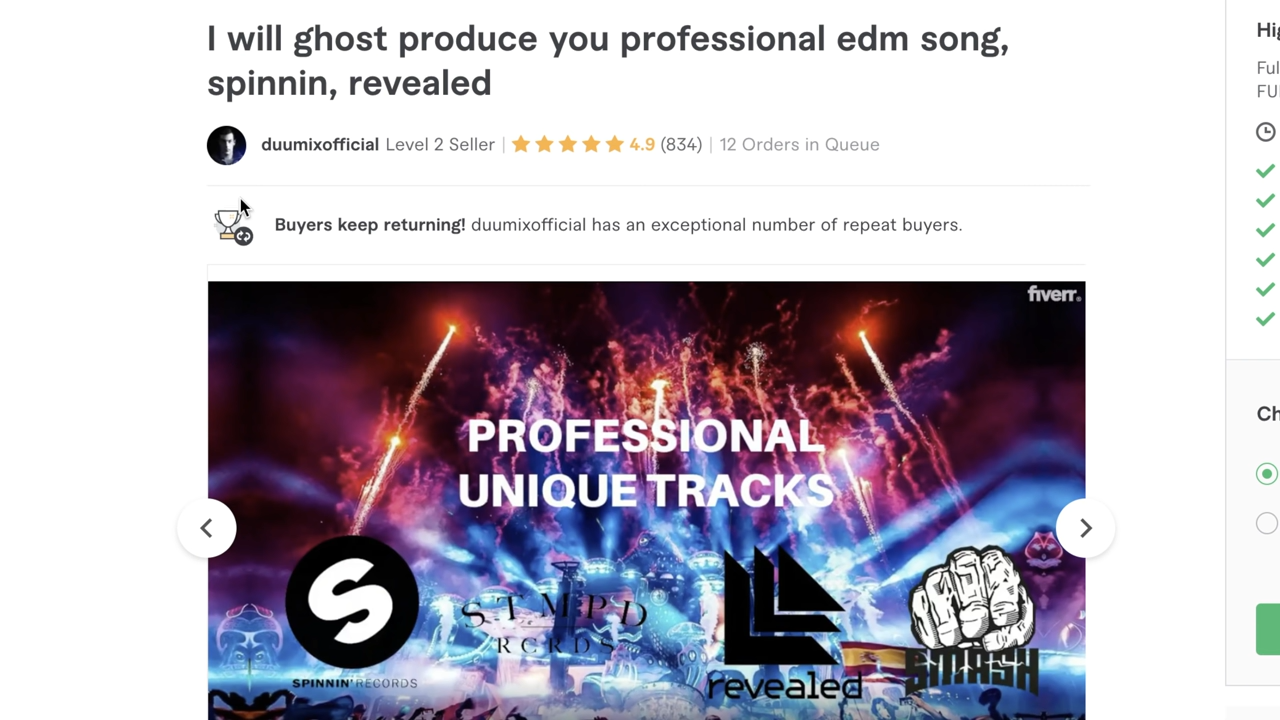 I will ghost produce you professional edm song,
spinnin, revealed
duumixofficial Level 2 Seller | 4.9 (834) | 12 Orders in Queue
Buyers keep returning! duumixofficial has an exceptional number of repeat buyers.
fiverr.
PROFESSIONAL
UNIQUE TRACKS
SPINNIN' RECORDS
STMPD
RCRDS
revealed
SMASH